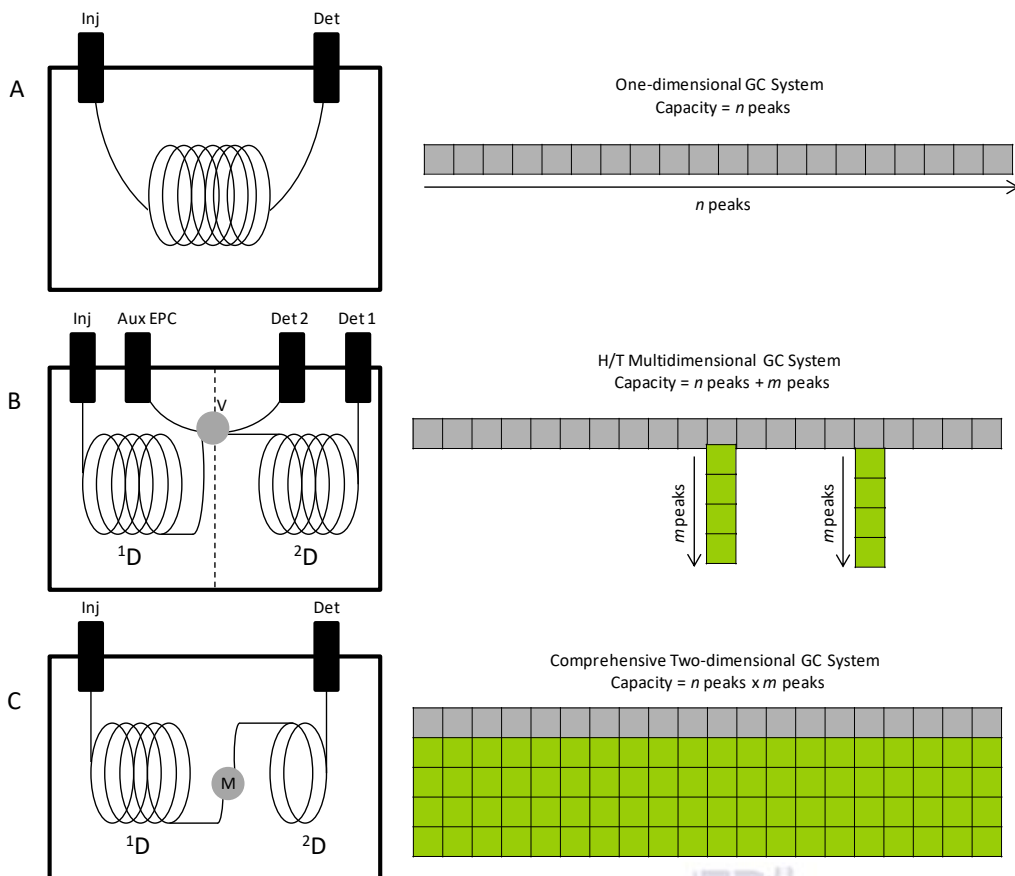 Inj
Det
A
One-dimensional GC System
Capacity = n peaks
n peaks
Inj
Aux EPC
Det 2
Det 1
H/T Multidimensional GC System
Capacity = n peaks + m peaks
B
V
m peaks
m peaks
¹D
²D
Inj
Det
Comprehensive Two-dimensional GC System
Capacity = n peaks x m peaks
C
M
¹D
²D